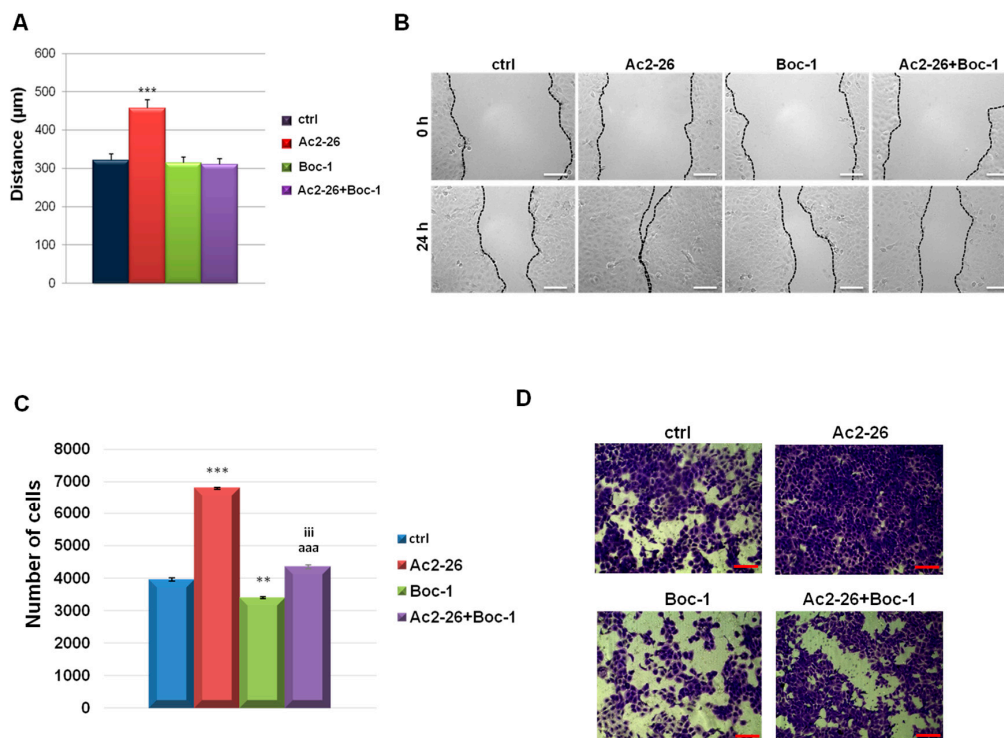 A
600
500
400
300
200
100
0
Distance (µm)
***
ctrl
Ac2-26
Boc-1
Ac2-26+Boc-1
B
ctrl Ac2-26 Boc-1 Ac2-26+Boc-1
0 h
24 h
C
8000
7000
6000
5000
4000
3000
2000
1000
0
Number of cells
***
**
iii
aaa
ctrl
Ac2-26
Boc-1
Ac2-26+Boc-1
D
ctrl Ac2-26
Boc-1 Ac2-26+Boc-1